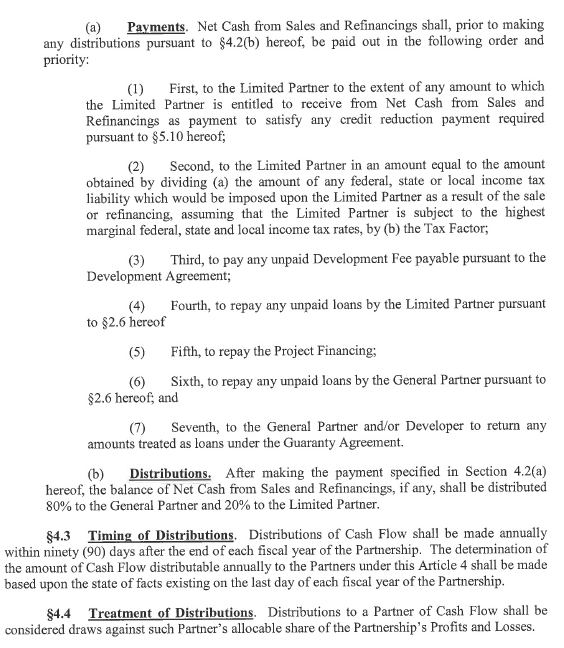 (a) Payments. Net Cash from Sales and Refinancings shall, prior to making
any distributions pursuant to §4.2(b) hereof, be paid out in the following order and
priority:
(1) First, to the Limited Partner to the extent of any amount to which
the Limited Partner is entitled to receive from Net Cash from Sales and
Refinancings as payment to satisfy any credit reduction payment required
pursuant to §5.10 hereof;
(2) Second, to the Limited Partner in an amount equal to the amount
obtained by dividing (a) the amount of any federal, state or local income tax
liability which would be imposed upon the Limited Partner as a result of the sale
or refinancing, assuming that the Limited Partner is subject to the highest
marginal federal, state and local income tax rates, by (b) the Tax Factor;
(3) Third, to pay any unpaid Development Fee payable pursuant to the
Development Agreement;
(4) Fourth, to repay any unpaid loans by the Limited Partner pursuant
to §2.6 hereof
(5) Fifth, to repay the Project Financing;
(6) Sixth, to repay any unpaid loans by the General Partner pursuant to
§2.6 hereof; and
(7) Seventh, to the General Partner and/or Developer to return any
amounts treated as loans under the Guaranty Agreement.
(b) Distributions. After making the payment specified in Section 4.2(a)
hereof, the balance of Net Cash from Sales and Refinancings, if any, shall be distributed
80% to the General Partner and 20% to the Limited Partner.
§4.3 Timing of Distributions. Distributions of Cash Flow shall be made annually
within ninety (90) days after the end of each fiscal year of the Partnership. The determination of
the amount of Cash Flow distributable annually to the Partners under this Article 4 shall be made
based upon the state of facts existing on the last day of each fiscal year of the Partnership.
§4.4 Treatment of Distributions. Distributions to a Partner of Cash Flow shall be
considered draws against such Partner's allocable share of the Partnership's Profits and Losses.